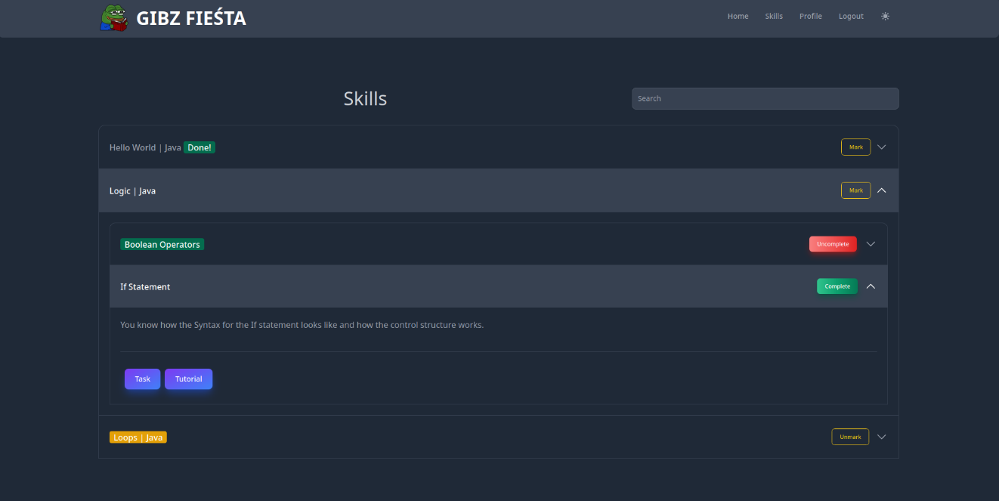 GIBZ FIEŚTA
Home Skills Profile Logout
Skills
Search
Hello World | Java Done!
Mark
Logic | Java
Mark
Boolean Operators
Uncomplete
If Statement
Complete
You know how the Syntax for the If statement looks like and how the control structure works.
Task Tutorial
Loops | Java
Unmark